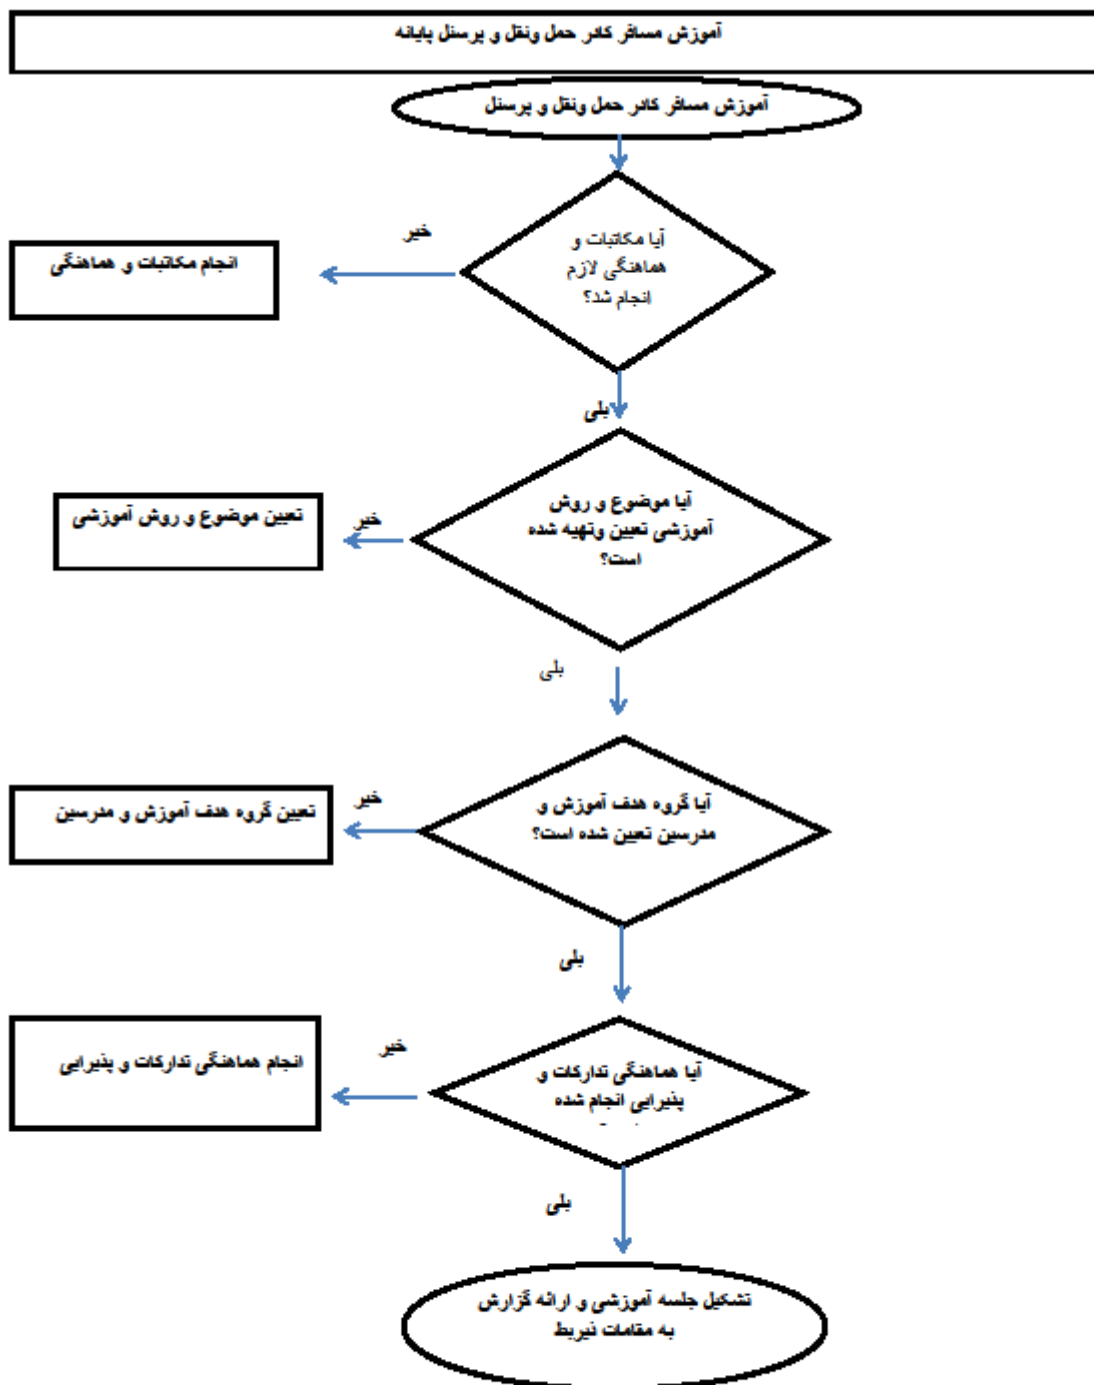 آموزش مسافر کادر حمل ونقل و پرسنل پایانه
آموزش مسافر کادر حمل ونقل و پرسنل
آیا مکاتبات و
هماهنگی لازم
انجام شد؟
خیر
انجام مکاتبات و هماهنگی
بلی
آیا موضوع و روش
آموزشی تعیین وتهیه شده
است؟
خیر
تعیین موضوع و روش آموزشی
بلی
آیا گروه هدف آموزش و
مدرسین تعیین شده است؟
خیر
تعیین گروه هدف آموزش و مدرسین
بلی
آیا هماهنگی تدارکات و
پذیرایی انجام شده
خیر
انجام هماهنگی تدارکات و پذیرایی
بلی
تشکیل جلسه آموزشی و ارائه گزارش
به مقامات ذیربط